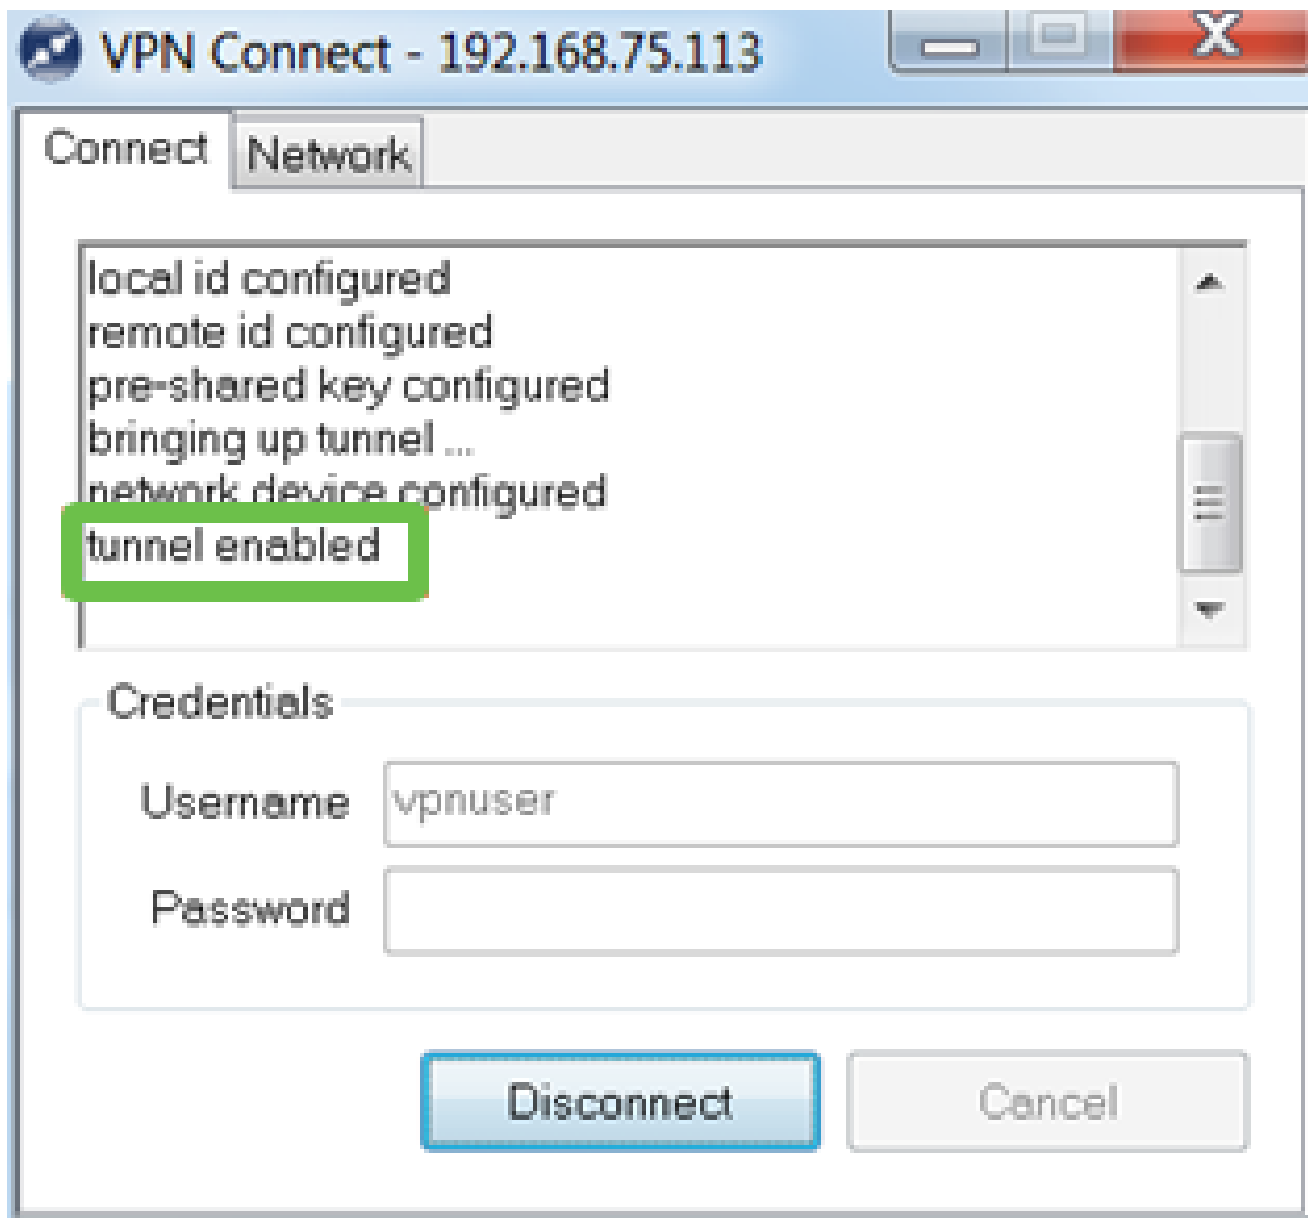 VPN Connect - 192.168.75.113
Connect
Network
local id configured
remote id configured
pre-shared key configured
bringing up tunnel ...
network device configured
tunnel enabled
Credentials
Username
vpnuser
Password
Disconnect
Cancel